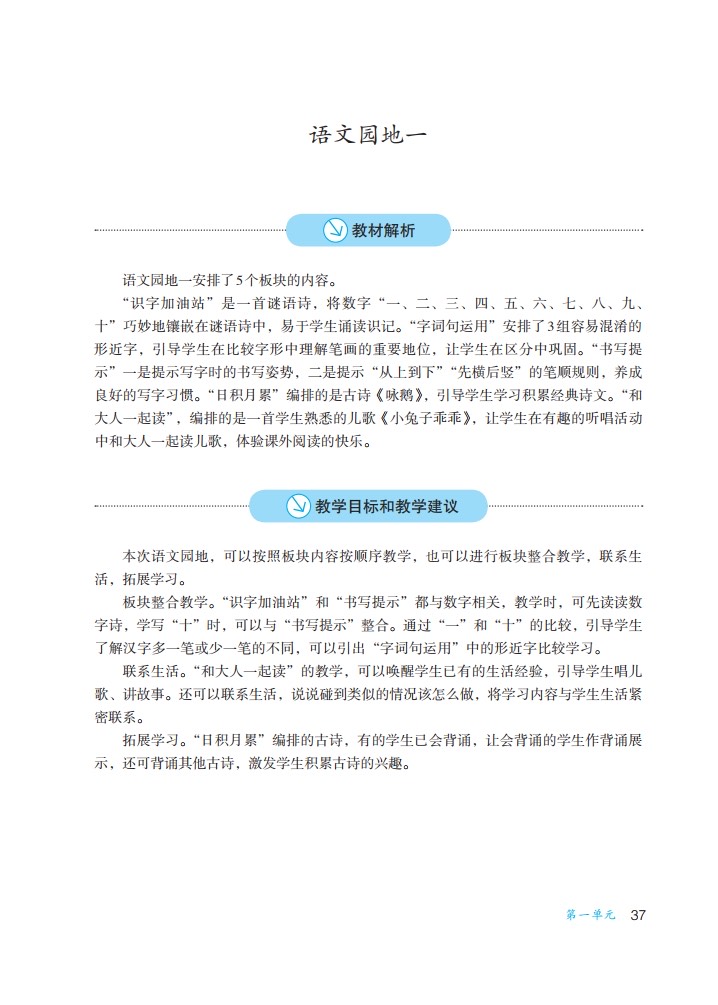 语文园地一
教材解析
语文园地一安排了5个板块的内容。
“识字加油站”是一首谜语诗，将数字“一、二、三、四、五、六、七、八、九、
十”巧妙地镶嵌在谜语诗中，易于学生诵读识记。“字词句运用”安排了3组容易混淆的
形近字，引导学生在比较字形中理解笔画的重要地位，让学生在区分中巩固。“书写提
示”一是提示写字时的书写姿势，二是提示“从上到下”“先横后竖”的笔顺规则，养成
良好的写字习惯。“日积月累”编排的是古诗《咏鹅》，引导学生学习积累经典诗文。“和
大人一起读”，编排的是一首学生熟悉的儿歌《小兔子乖乖》，让学生在有趣的听唱活动
中和大人一起读儿歌，体验课外阅读的快乐。
教学目标和教学建议
本次语文园地，可以按照板块内容按顺序教学，也可以进行板块整合教学，联系生
活，拓展学习。
板块整合教学。“识字加油站”和“书写提示”都与数字相关，教学时，可先读读数
字诗，学写“十”时，可以与“书写提示”整合。通过“一”和“十”的比较，引导学生
了解汉字多一笔或少一笔的不同，可以引出“字词句运用”中的形近字比较学习。
联系生活。“和大人一起读”的教学，可以唤醒学生已有的生活经验，引导学生唱儿
歌、讲故事。还可以联系生活，说说碰到类似的情况该怎么做，将学习内容与学生生活紧
密联系。
拓展学习。“日积月累”编排的古诗，有的学生已会背诵，让会背诵的学生作背诵展
示，还可背诵其他古诗，激发学生积累古诗的兴趣。
第一单元 37